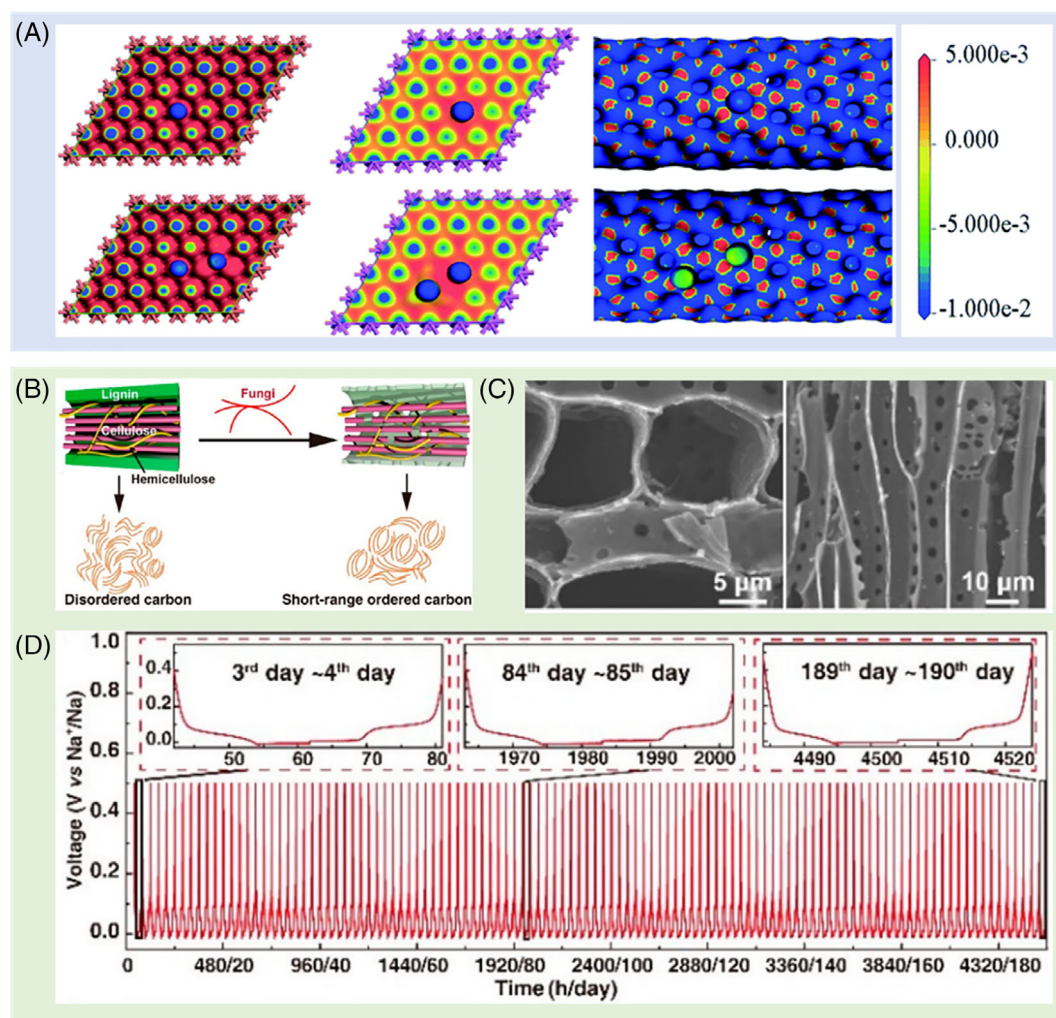 (A)
5.000e-3
0.000
-5.000e-3
-1.000e-2
(B)
Lignin
Fungi
Cellulose
Hemicellulose
Disordered carbon
Short-range ordered carbon
(C)
5 μm
10 μm
(D)
Voltage (V vs Na⁺/Na)
1.0
0.8
0.6
0.4
0.2
0.0
3rd day ~4th day
0.4
0.2
0.0
50 60 70 80
84th day ~85th day
1970 1980 1990 2000
189th day ~190th day
4490 4500 4510 4520
0 480/20 960/40 1440/60 1920/80 2400/100 2880/120 3360/140 3840/160 4320/180
Time (h/day)